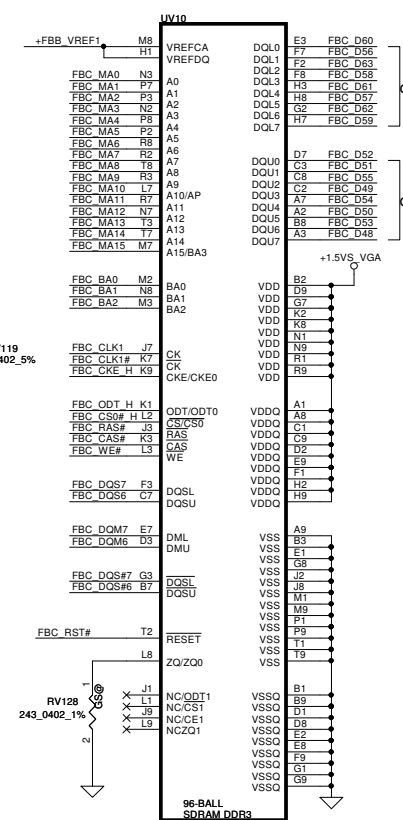 UV10
+FBB_VREF1 M8 VREFCA E3 DQL0 FBC_D60
H1 VREFDQ F7 DQL1 FBC_D56
F2 DQL2 FBC_D63
FBC_MA0 N3 A0 F8 DQL3 FBC_D58
FBC_MA1 P7 A1 H3 DQL4 FBC_D61
FBC_MA2 P3 A2 H8 DQL5 FBC_D57
FBC_MA3 N2 A3 G2 DQL6 FBC_D62
FBC_MA4 P8 A4 H7 DQL7 FBC_D59
FBC_MA5 P2 A5
FBC_MA6 R8 A6
FBC_MA7 R2 A7 D7 DQU0 FBC_D52
FBC_MA8 T8 A8 C3 DQU1 FBC_D51
FBC_MA9 R3 A9 C8 DQU2 FBC_D55
FBC_MA10 L7 A10/AP C2 DQU3 FBC_D49
FBC_MA11 R7 A11 A7 DQU4 FBC_D54
FBC_MA12 N7 A12 A2 DQU5 FBC_D50
FBC_MA13 T3 A13 B8 DQU6 FBC_D53
FBC_MA14 T7 A14 A3 DQU7 FBC_D48
FBC_MA15 M7 A15/BA3
+1.5VS_VGA
FBC_BA0 M2 BA0 VDD B2
FBC_BA1 N8 BA1 VDD D9
FBC_BA2 M3 BA2 VDD G7
VDD K2
VDD K8
VDD N1
119 FBC_CLK1 J7 CK VDD N9
402_5% FBC_CLK1# K7 CK VDD R1
FBC_CKE_H K9 CKE/CKE0 VDD R9
FBC_ODT_H K1 ODT/ODT0 VDDQ A1
FBC_CS0#_H L2 CS/CS0 VDDQ A8
FBC_RAS# J3 RAS VDDQ C1
FBC_CAS# K3 CAS VDDQ C9
FBC_WE# L3 WE VDDQ D2
VDDQ E9
VDDQ F1
FBC_DQS7 F3 DQSL VDDQ H2
FBC_DQS6 C7 DQSU VDDQ H9
FBC_DQM7 E7 DML VSS A9
FBC_DQM6 D3 DMU VSS B3
VSS E1
VSS G8
FBC_DQS#7 G3 DQSL VSS J2
FBC_DQS#6 B7 DQSU VSS J8
VSS M1
VSS M9
VSS P1
FBC_RST# T2 RESET VSS P9
VSS T1
L8 ZQ/ZQ0 VSS T9
1 GS@
RV128
243_0402_1%
2
J1 NC/ODT1 VSSQ B1
L1 NC/CS1 VSSQ B9
J9 NC/CE1 VSSQ D1
L9 NCZQ1 VSSQ D8
VSSQ E2
VSSQ E8
VSSQ F9
VSSQ G1
VSSQ G9
96-BALL
SDRAM DDR3